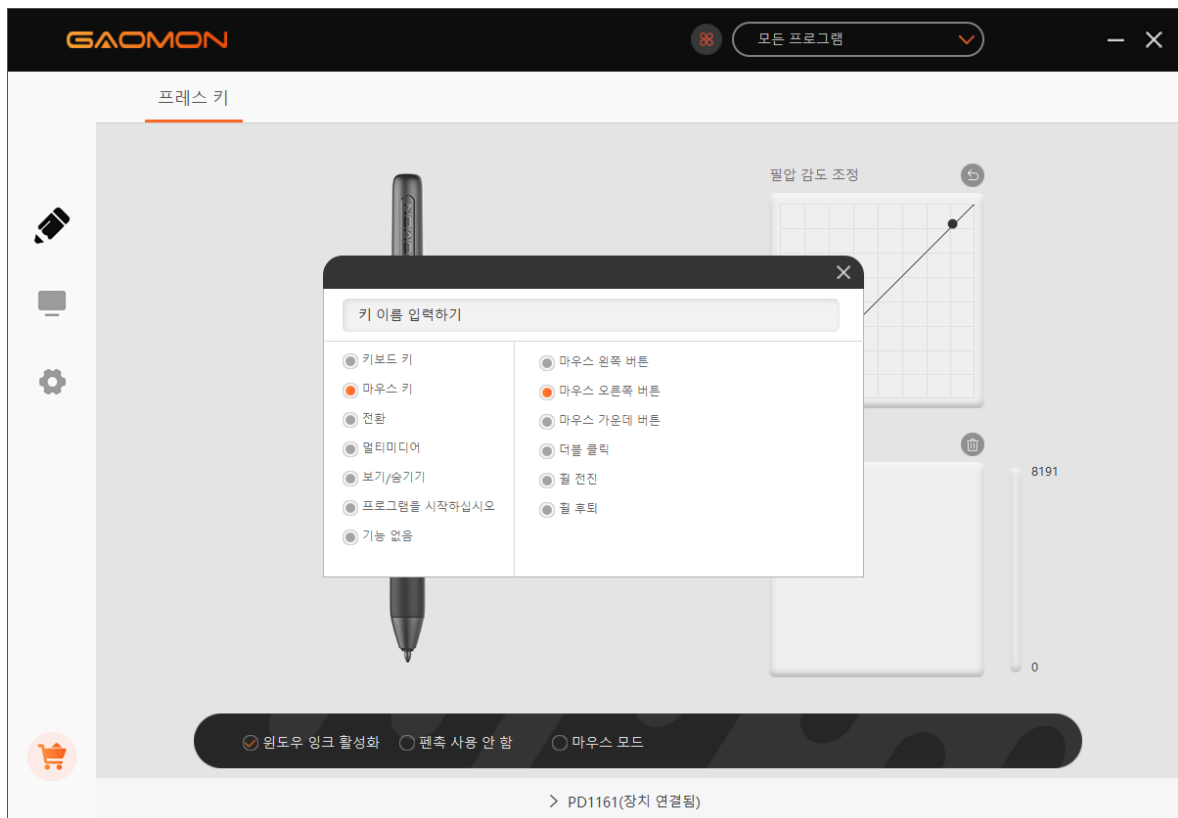 GAOMON
모든 프로그램
프레스 키
필압 감도 조정
키 이름 입력하기
키보드 키
마우스 키
전환
멀티미디어
보기/숨기기
프로그램을 시작하십시오
기능 없음
마우스 왼쪽 버튼
마우스 오른쪽 버튼
마우스 가운데 버튼
더블 클릭
휠 전진
휠 후퇴
8191
0
윈도우 잉크 활성화 펜촉 사용 안 함 마우스 모드
PD1161(장치 연결됨)